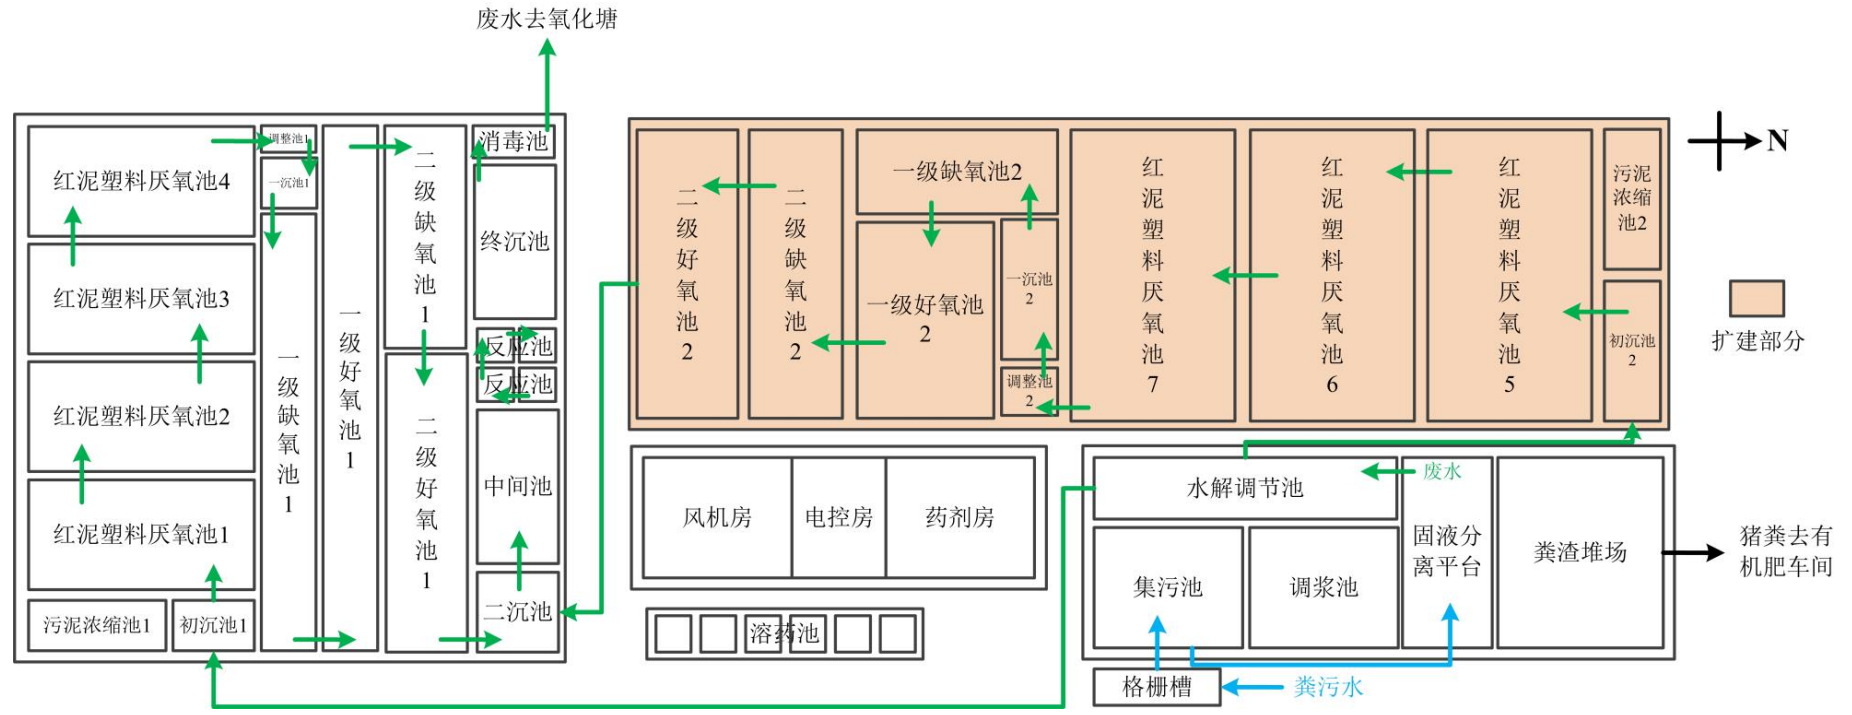 废水去氧化塘
红泥塑料厌氧池4
红泥塑料厌氧池3
红泥塑料厌氧池2
红泥塑料厌氧池1
污泥浓缩池1
初沉池1
调整池1
一沉池1
一级缺氧池1
一级好氧池1
二级缺氧池1
二级好氧池1
消毒池
终沉池
反应池
反应池
中间池
二沉池
二级好氧池2
二级缺氧池2
一级缺氧池2
一级好氧池
2
一沉池
2
调整池
2
红泥塑料厌氧池7
红泥塑料厌氧池6
红泥塑料厌氧池5
污泥
浓缩
池2
初沉池
2
N
扩建部分
风机房
电控房
药剂房
溶药池
水解调节池
废水
集污池
调浆池
固液分
离平台
粪渣堆场
猪粪去有
机肥车间
格栅槽
粪污水